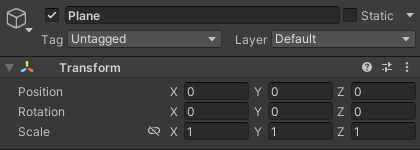 Plane Static
Tag Untagged Layer Default
Transform
Position X 0 Y 0 Z 0
Rotation X 0 Y 0 Z 0
Scale X 1 Y 1 Z 1